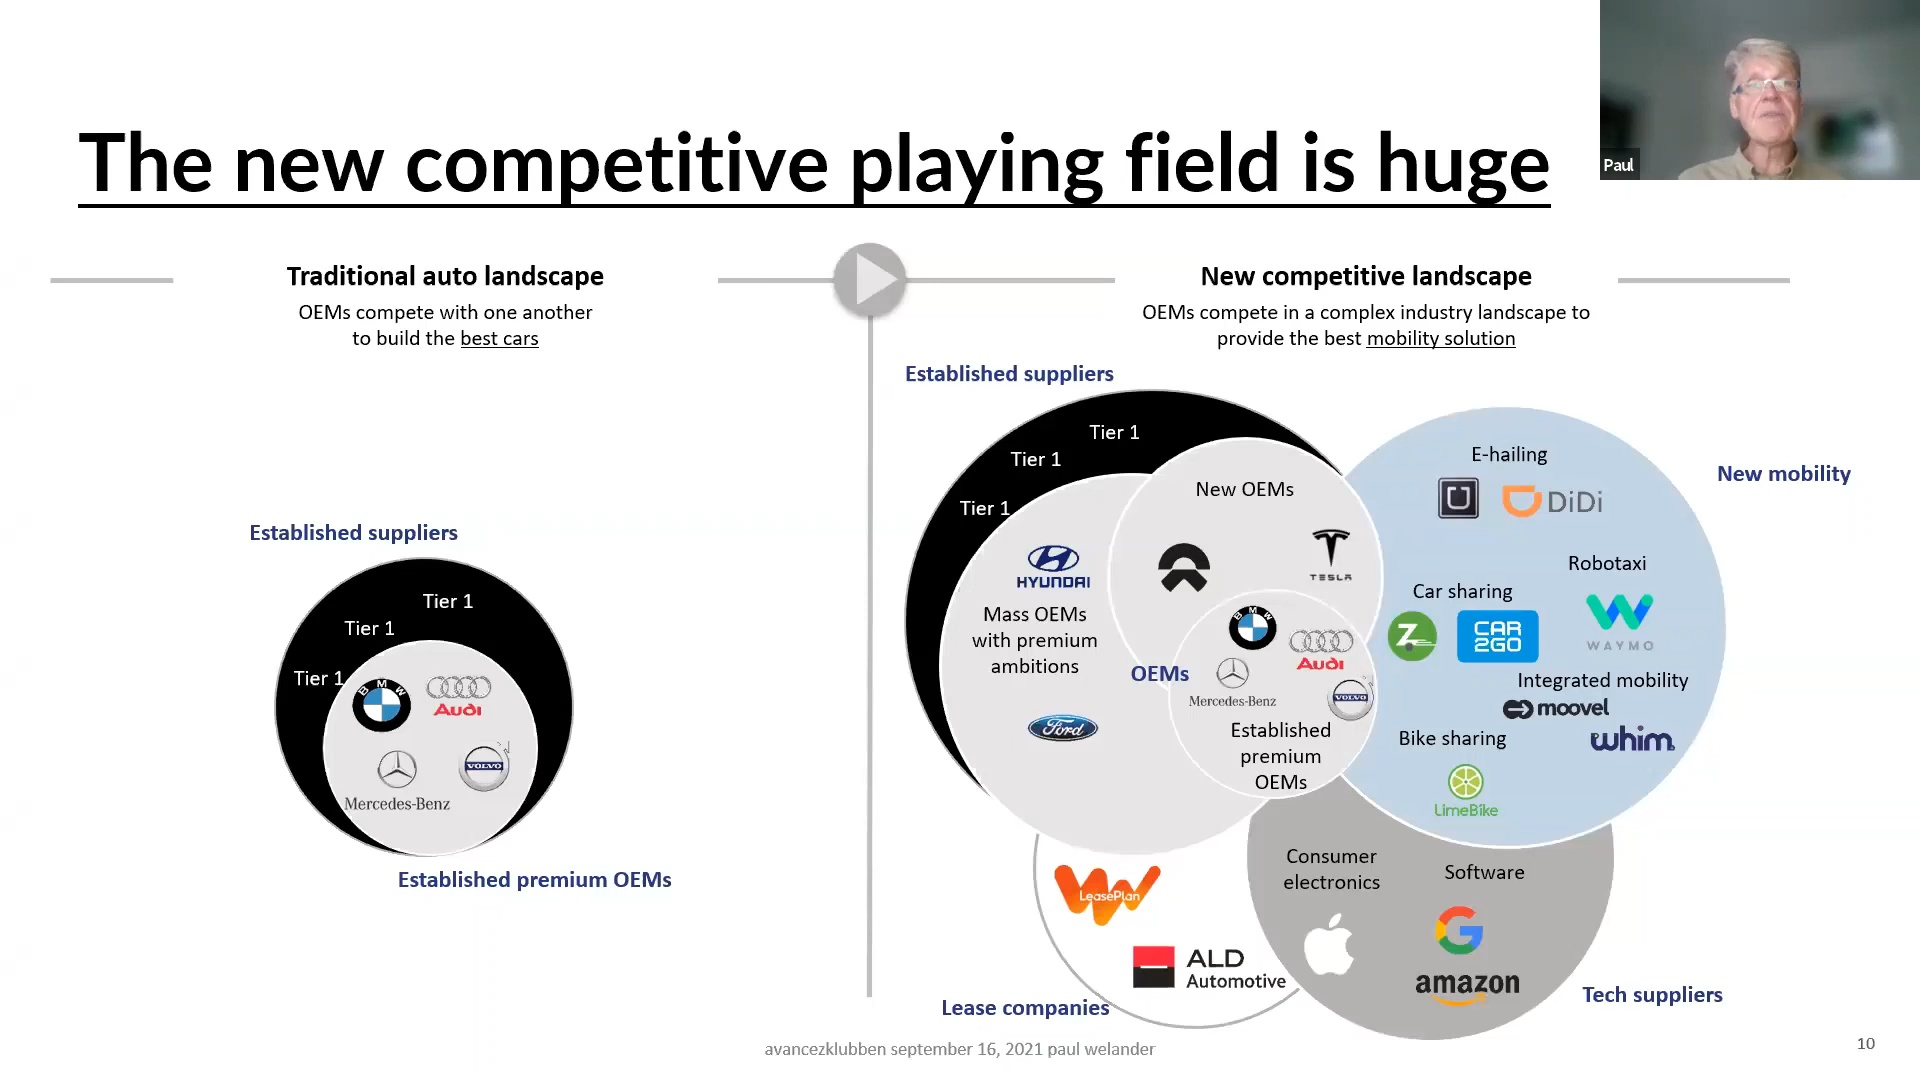 The new competitive playing field is huge
Paul
Traditional auto landscape
OEMs compete with one another
to build the best cars
Established suppliers
Tier 1
Tier 1
Tier 1
BMW
Audi
Mercedes-Benz
VOLVO
Established premium OEMs
New competitive landscape
OEMs compete in a complex industry landscape to
provide the best mobility solution
Established suppliers
Tier 1
Tier 1
Tier 1
New OEMs
TESLA
HYUNDAI
Mass OEMs
with premium
ambitions
Ford
OEMs
BMW
Audi
Mercedes-Benz
VOLVO
Established
premium
OEMs
E-hailing
U
DiDi
New mobility
Robotaxi
WAYMO
Car sharing
Z
CAR
2GO
Integrated mobility
moovel
whim
Bike sharing
LimeBike
Consumer
electronics
Software
G
amazon
Tech suppliers
LeasePlan
ALD
Automotive
Lease companies
avancezklubben september 16, 2021 paul welander
10